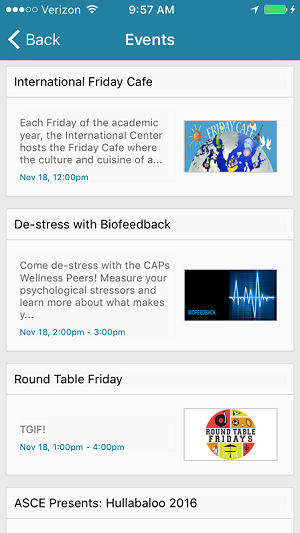 Verizon 9:57 AM
Back Events
International Friday Cafe
Each Friday of the academic
year, the International Center
hosts the Friday Cafe where
the culture and cuisine of a...
Nov 18, 12:00pm
FRIDAY CAFE
De-stress with Biofeedback
Come de-stress with the CAPs
Wellness Peers! Measure your
psychological stressors and
learn more about what makes
y...
Nov 18, 2:00pm - 3:00pm
BIOFEEDBACK
Round Table Friday
TGIF!
Nov 18, 1:00pm - 4:00pm
ROUND TABLE
FRIDAYS
ASCE Presents: Hullabaloo 2016